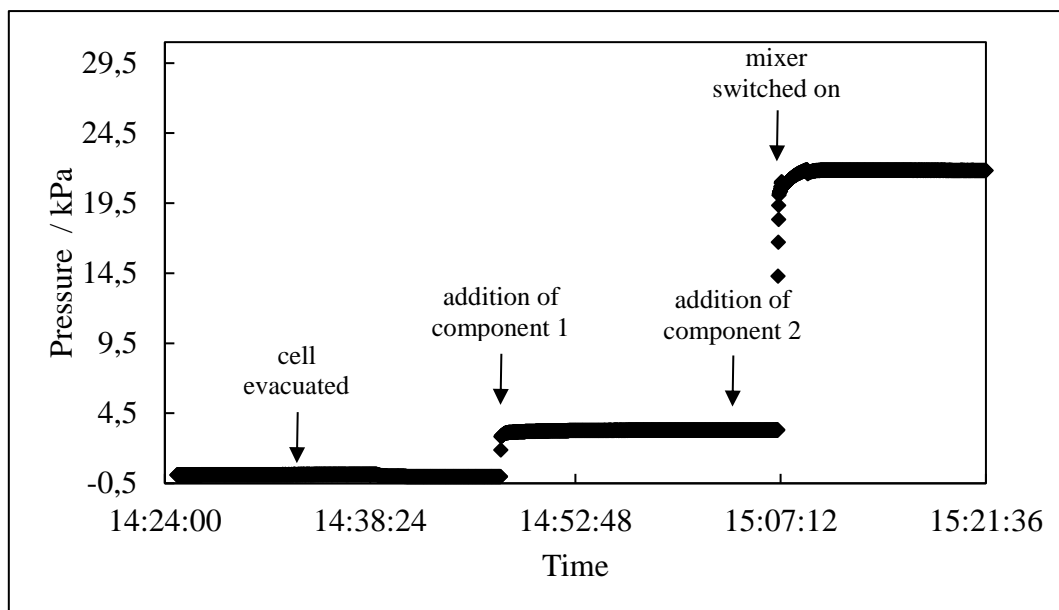 29,5
24,5
19,5
14,5
9,5
4,5
-0,5
Pressure / kPa
mixer
switched on
addition of
component 1
addition of
component 2
cell
evacuated
14:24:00
14:38:24
14:52:48
15:07:12
15:21:36
Time